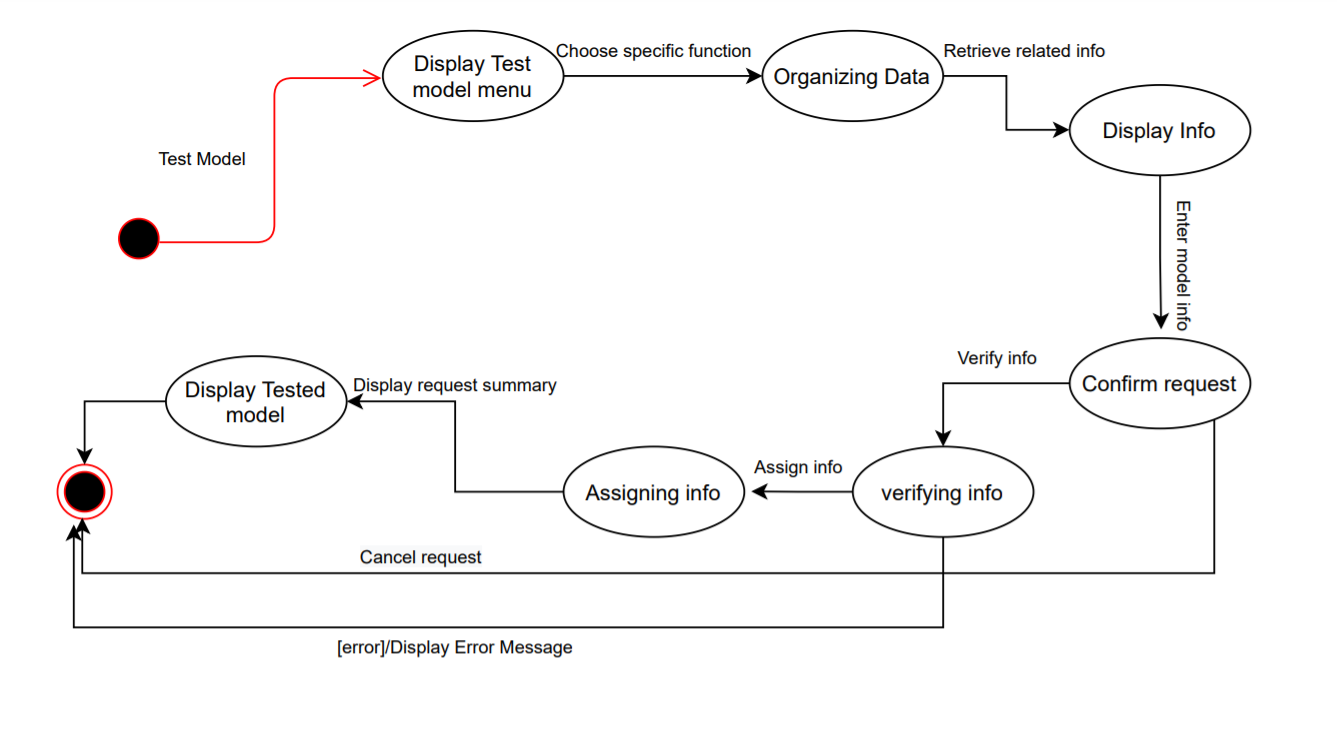 Choose specific function
Retrieve related info
Display Test
model menu
Organizing Data
Display Info
Test Model
Enter model info
Verify info
Confirm request
Display Tested
model
Display request summary
Assign info
Assigning info
verifying info
Cancel request
[error]/Display Error Message